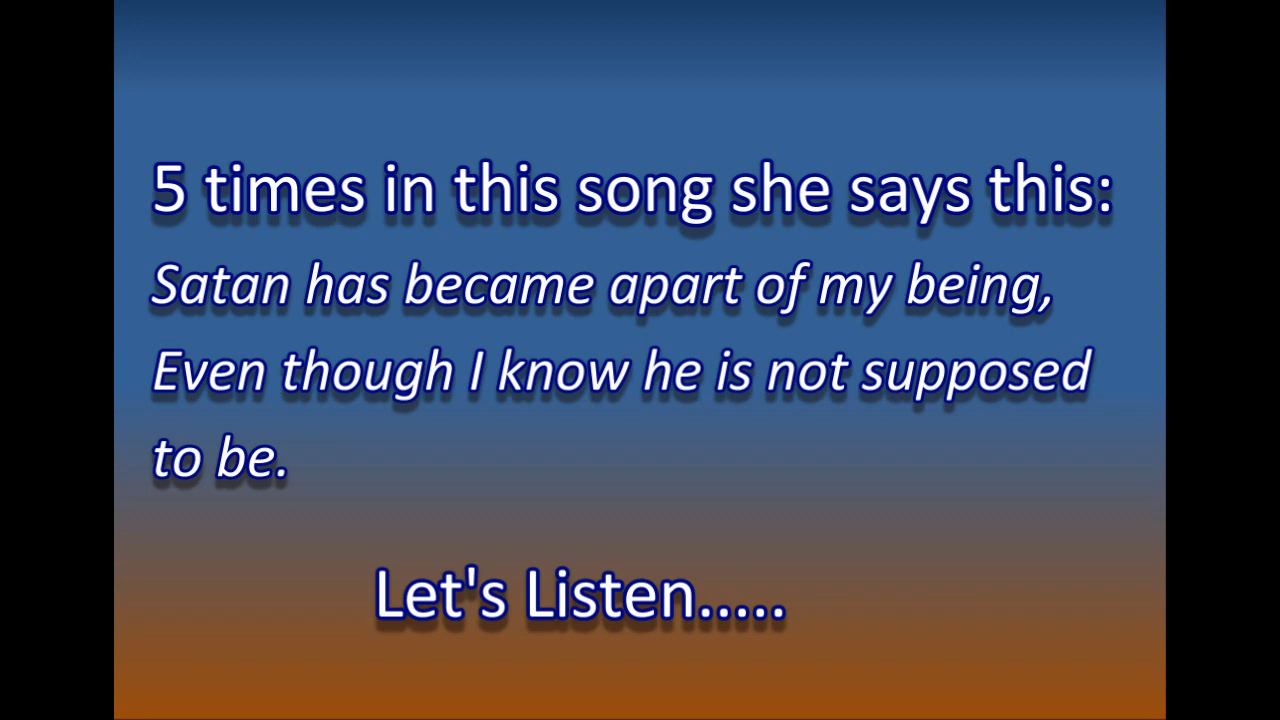 5 times in this song she says this:
Satan has became apart of my being,
Even though I know he is not supposed
to be.
Let's Listen.....